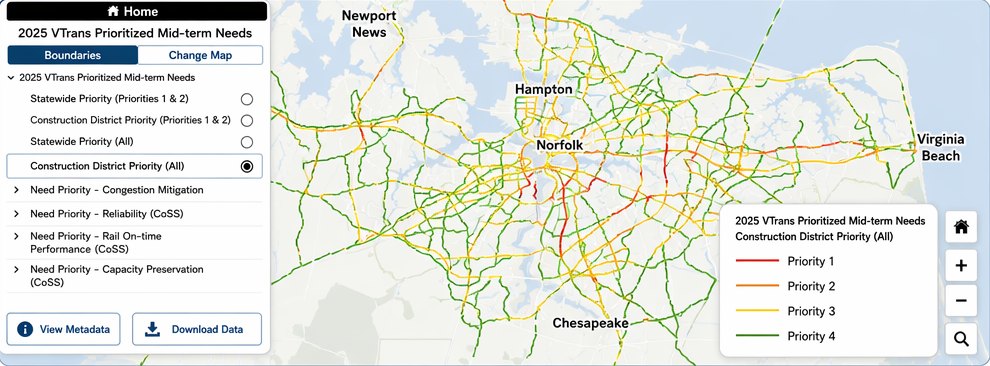 Home
2025 VTrans Prioritized Mid-term Needs
Boundaries
Change Map
2025 VTrans Prioritized Mid-term Needs
Statewide Priority (Priorities 1 & 2)
Construction District Priority (Priorities 1 & 2)
Statewide Priority (All)
Construction District Priority (All)
Need Priority - Congestion Mitigation
Need Priority - Reliability (CoSS)
Need Priority - Rail On-time
Performance (CoSS)
Need Priority - Capacity Preservation
(CoSS)
View Metadata
Download Data
Newport
News
Hampton
Norfolk
Virginia
Beach
Chesapeake
2025 VTrans Prioritized Mid-term Needs
Construction District Priority (All)
Priority 1
Priority 2
Priority 3
Priority 4